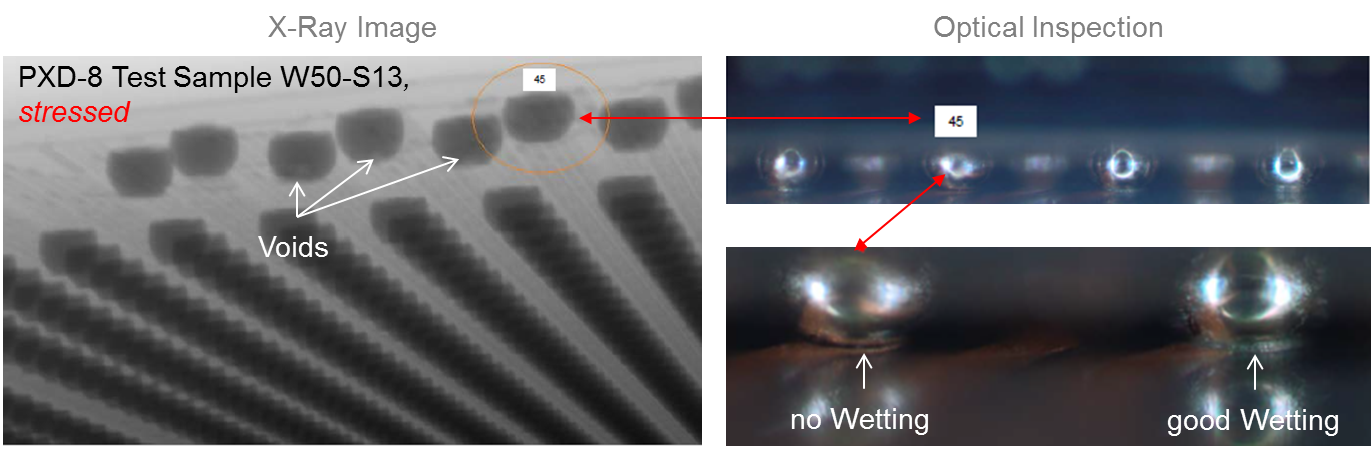 X-Ray Image
Optical Inspection
PXD-8 Test Sample W50-S13,
stressed
45
45
Voids
no Wetting
good Wetting